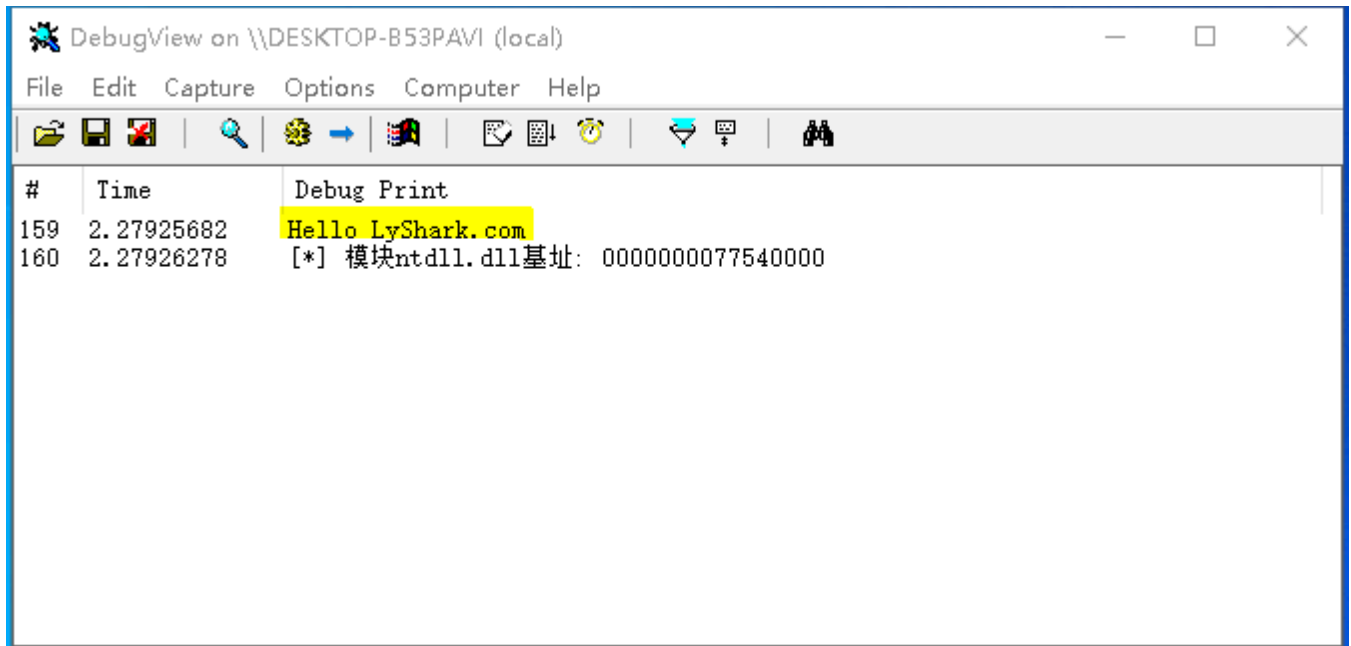 DebugView on \\DESKTOP-B53PAVI (local)
File Edit Capture Options Computer Help
# Time Debug Print
159 2.27925682 Hello LyShark.com
160 2.27926278 [*] 模块ntdll.dll基址: 0000000077540000